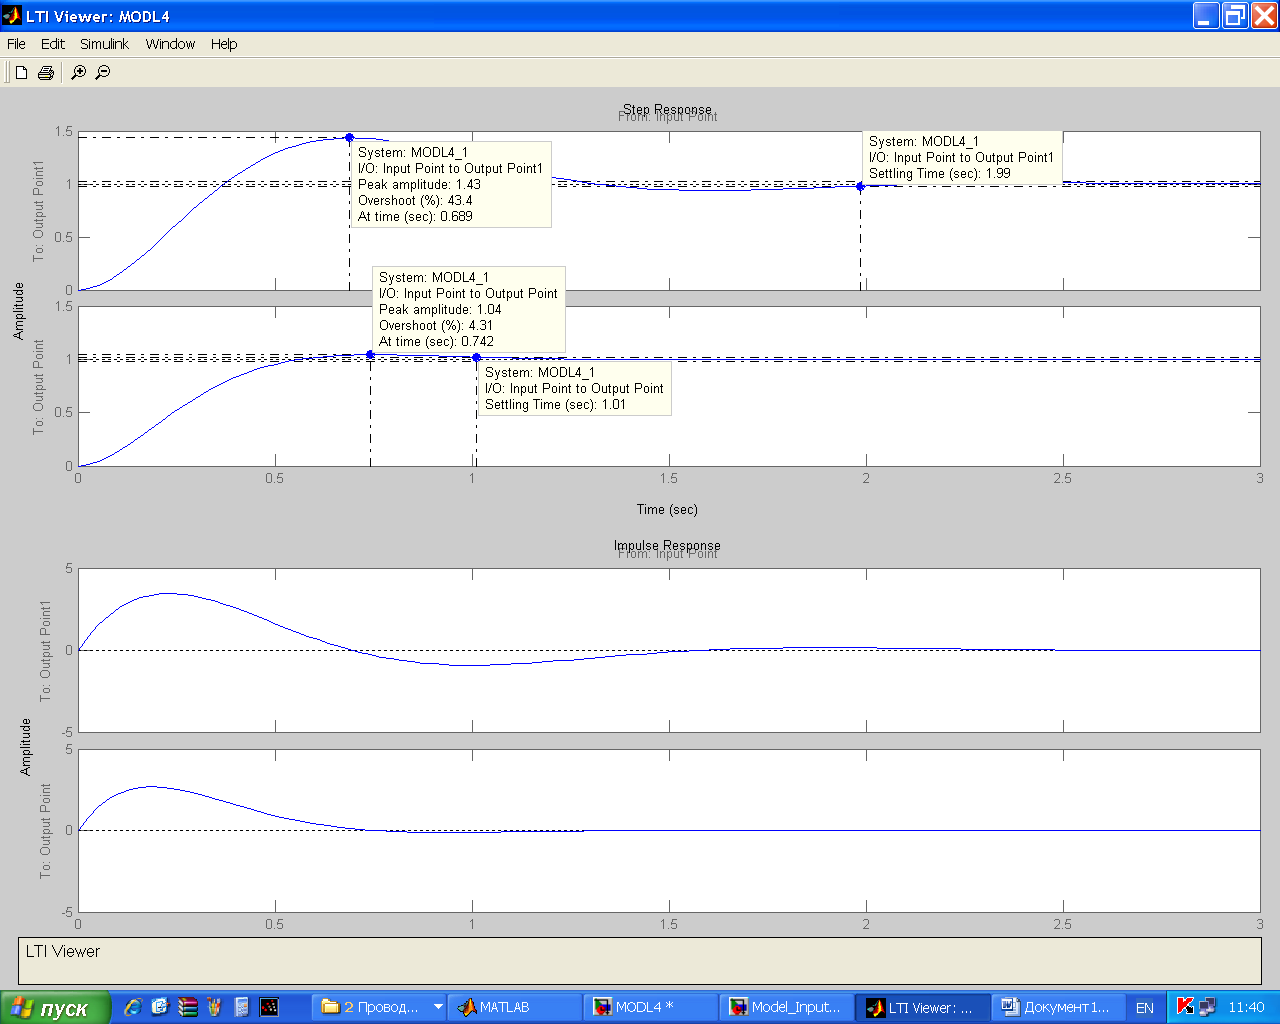 LTI Viewer: MODL4
File Edit Simulink Window Help
Step Response
From: Input Point
To: Output Point1
1.5
1
0.5
0
System: MODL4_1
I/O: Input Point to Output Point1
Peak amplitude: 1.43
Overshoot (%): 43.4
At time (sec): 0.689
System: MODL4_1
I/O: Input Point to Output Point1
Settling Time (sec): 1.99
Amplitude
To: Output Point
1.5
1
0.5
0
System: MODL4_1
I/O: Input Point to Output Point
Peak amplitude: 1.04
Overshoot (%): 4.31
At time (sec): 0.742
System: MODL4_1
I/O: Input Point to Output Point
Settling Time (sec): 1.01
0 0.5 1 1.5 2 2.5 3
Time (sec)
Impulse Response
From: Input Point
To: Output Point1
5
0
-5
Amplitude
To: Output Point
5
0
-5
0 0.5 1 1.5 2 2.5 3
LTI Viewer
пуск 2 Провод... MATLAB MODL4 * Model_Input... LTI Viewer: ... Документ1... EN 11:40